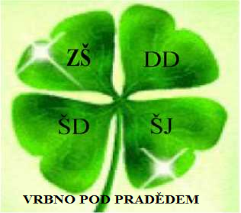 ZŠ DD
ŠD ŠJ
VRBNO POD PRADĚDEM